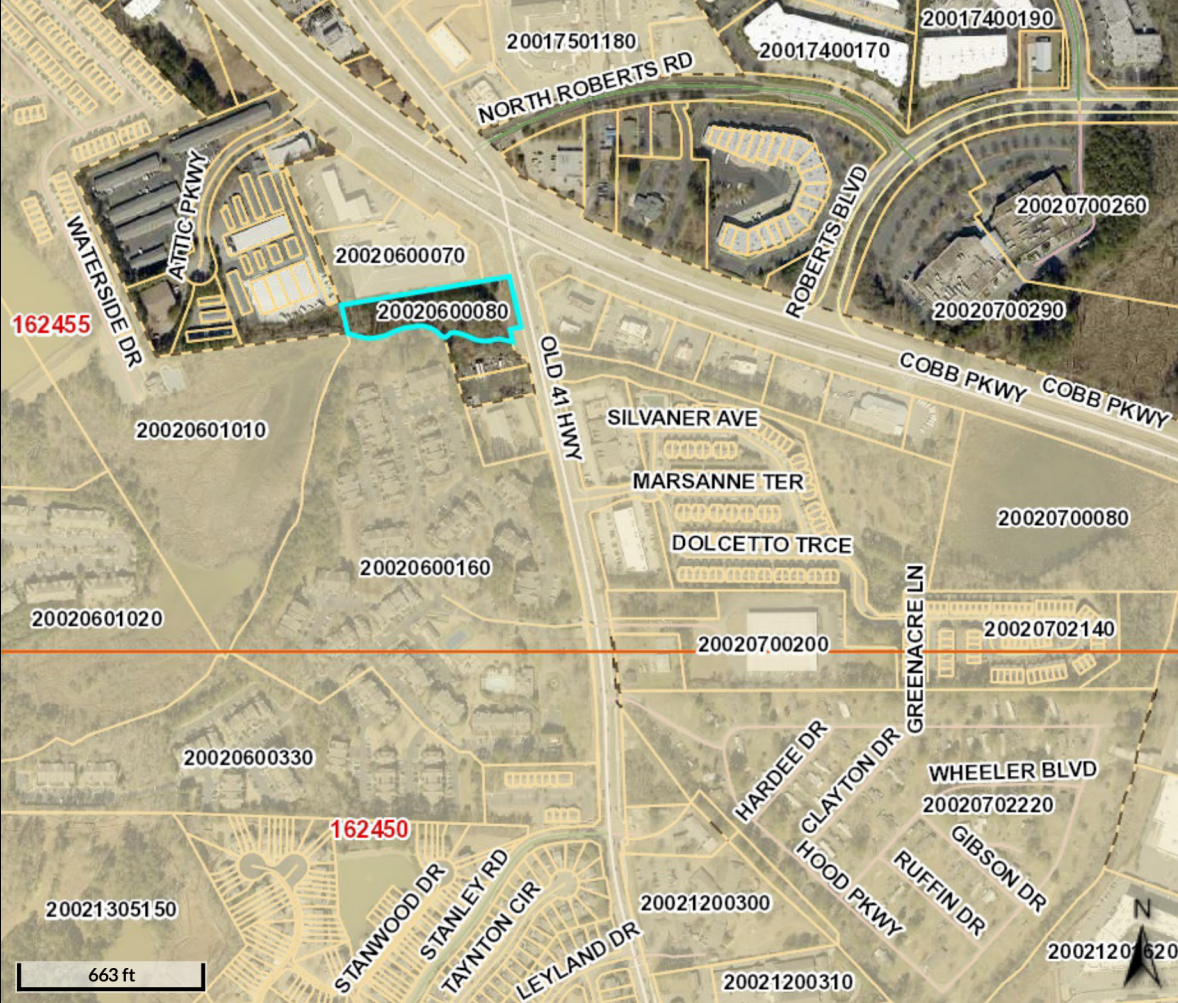 20017400190
20017501180
20017400170
NORTH ROBERTS RD
ATTIC PKWY
ROBERTS BLVD
20020700260
WATERSIDE DR
20020600070
20020600080
20020700290
162455
OLD 41 HWY
COBB PKWY
COBB PKWY
SILVANER AVE
20020601010
MARSANNE TER
20020700080
DOLCETTO TRCE
20020600160
GREENACRE LN
20020601020
20020702140
20020700200
20020600330
HARDEE DR
CLAYTON DR
WHEELER BLVD
20020702220
162450
GIBSON DR
HOOD PKWY
RUFFIN DR
STANWOOD DR
STANLEY RD
TAYNTON CIR
20021305150
20021200300
LEYLAND DR
N
663 ft
20021200310